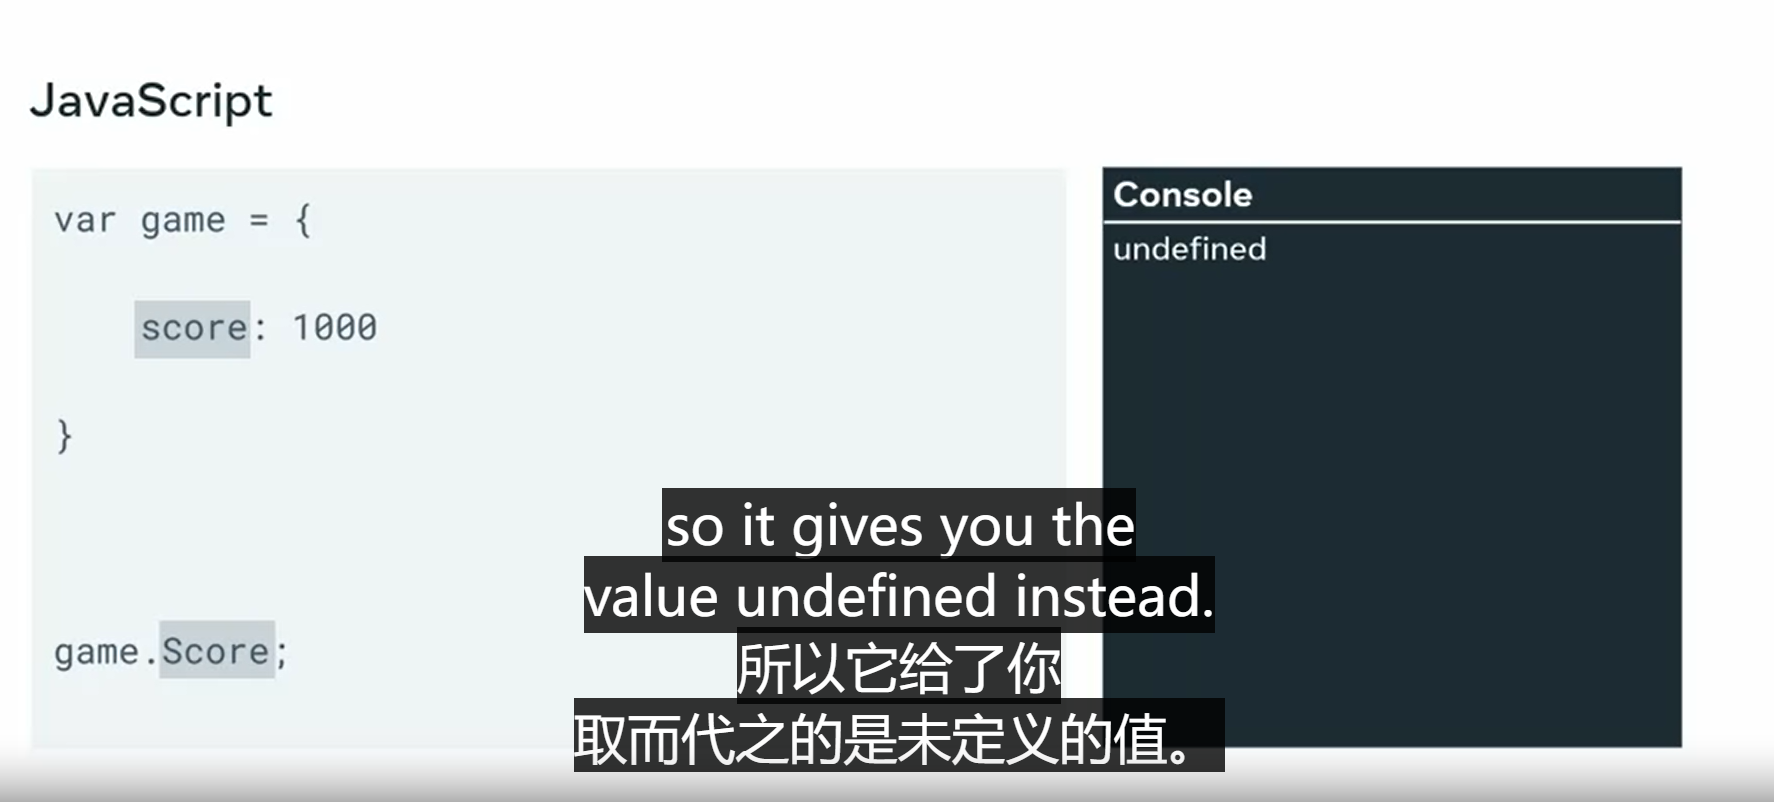 JavaScript
var game = {
score: 1000
}
game.Score;
Console
undefined
so it gives you the
value undefined instead.
所以它给了你
取而代之的是未定义的值。